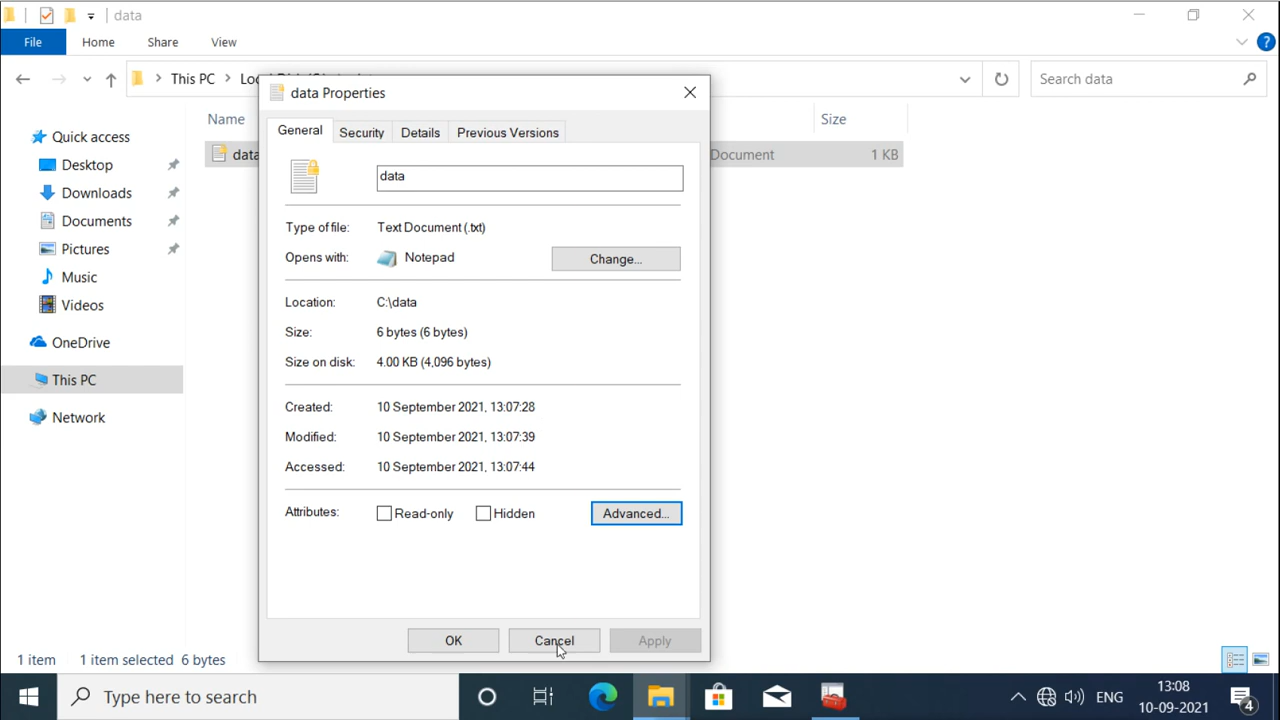 data
File Home Share View
This PC Search data
data Properties
Name Size
General Security Details Previous Versions
Quick access
data Document 1 KB
Desktop
data
Downloads
Documents
Type of file: Text Document (.txt)
Pictures
Opens with: Notepad Change...
Music
Videos
Location: C:\data
Size: 6 bytes (6 bytes)
OneDrive
Size on disk: 4.00 KB (4,096 bytes)
This PC
Created: 10 September 2021, 13:07:28
Network
Modified: 10 September 2021, 13:07:39
Accessed: 10 September 2021, 13:07:44
Attributes: Read-only Hidden Advanced...
OK Cancel Apply
1 item 1 item selected 6 bytes
Type here to search ENG 13:08
10-09-2021
4